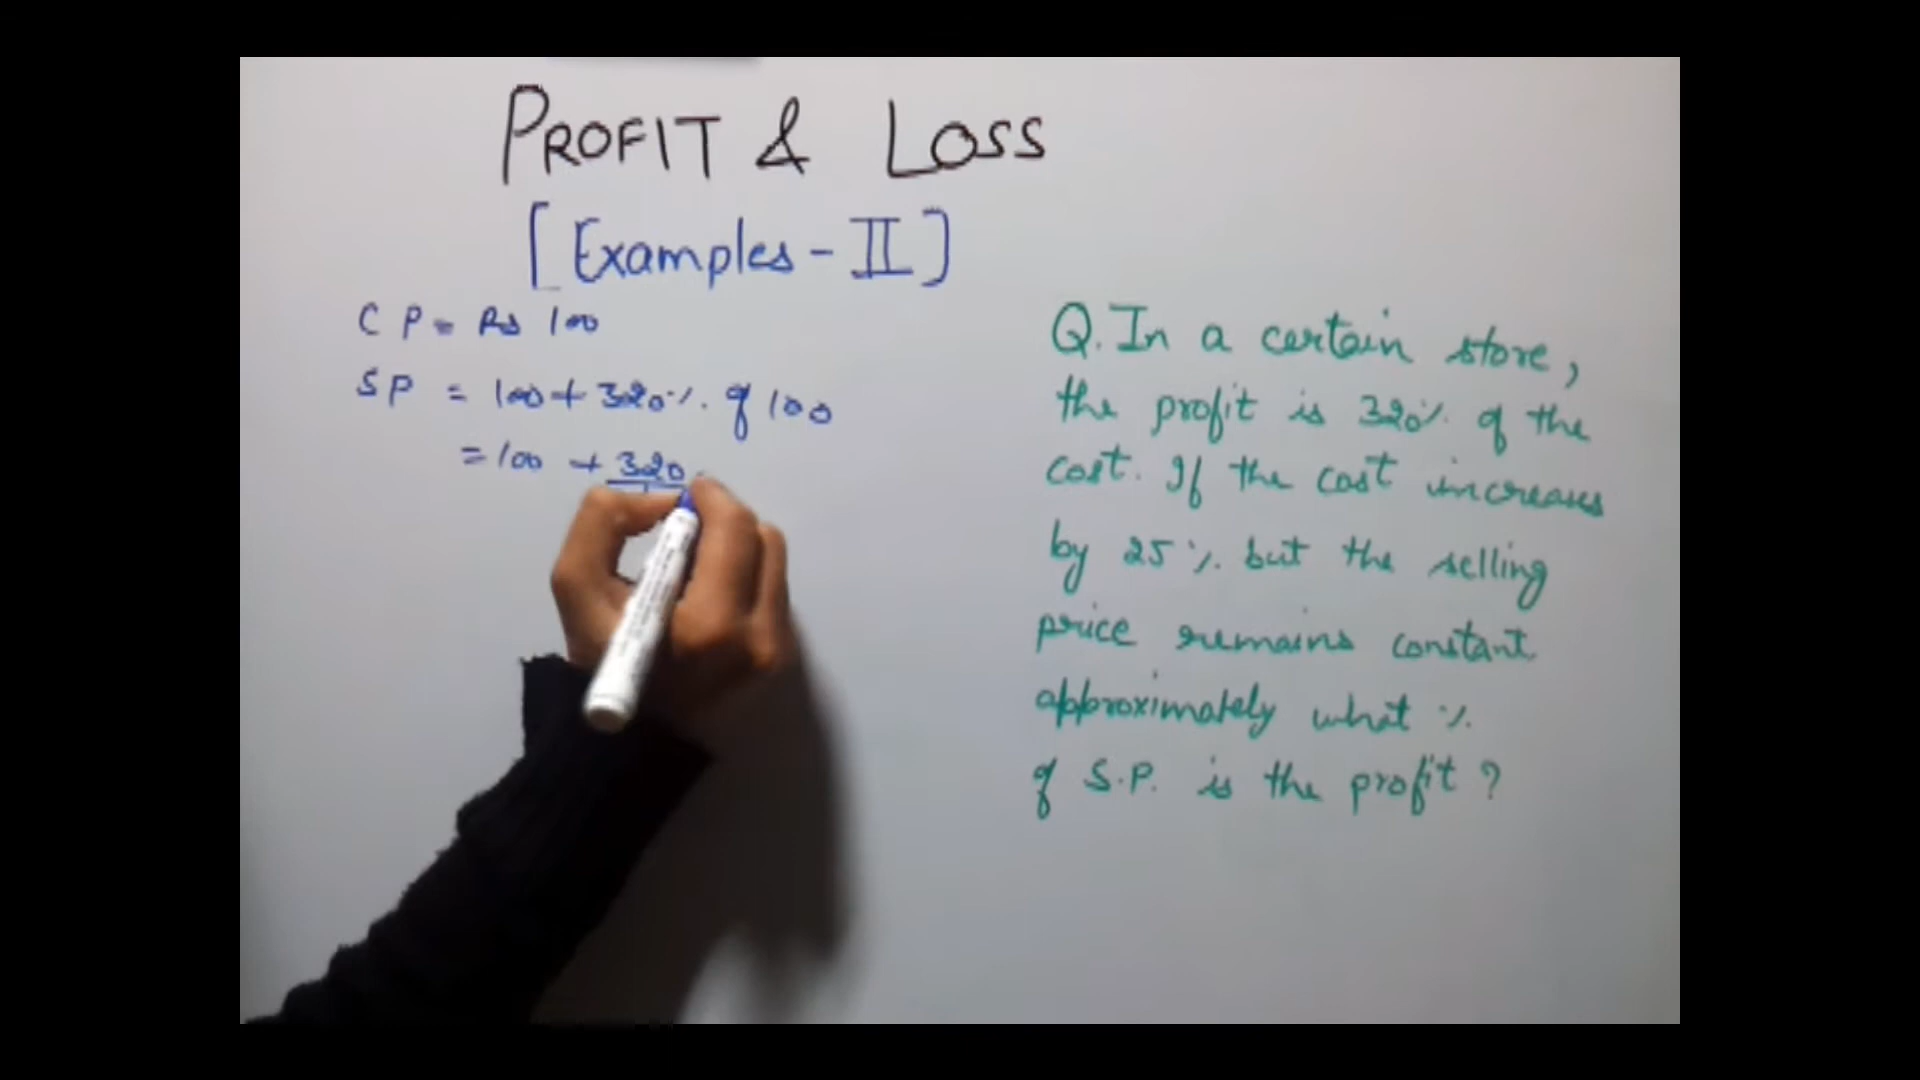 PROFIT & LOSS
[Examples - II]
CP = Rs 100
SP = 100 + 320% of 100
= 100 + 320
Q. In a certain store,
the profit is 320% of the
cost. If the cost increases
by 25% but the selling
price remains constant
approximately what %
of S.P. is the profit?